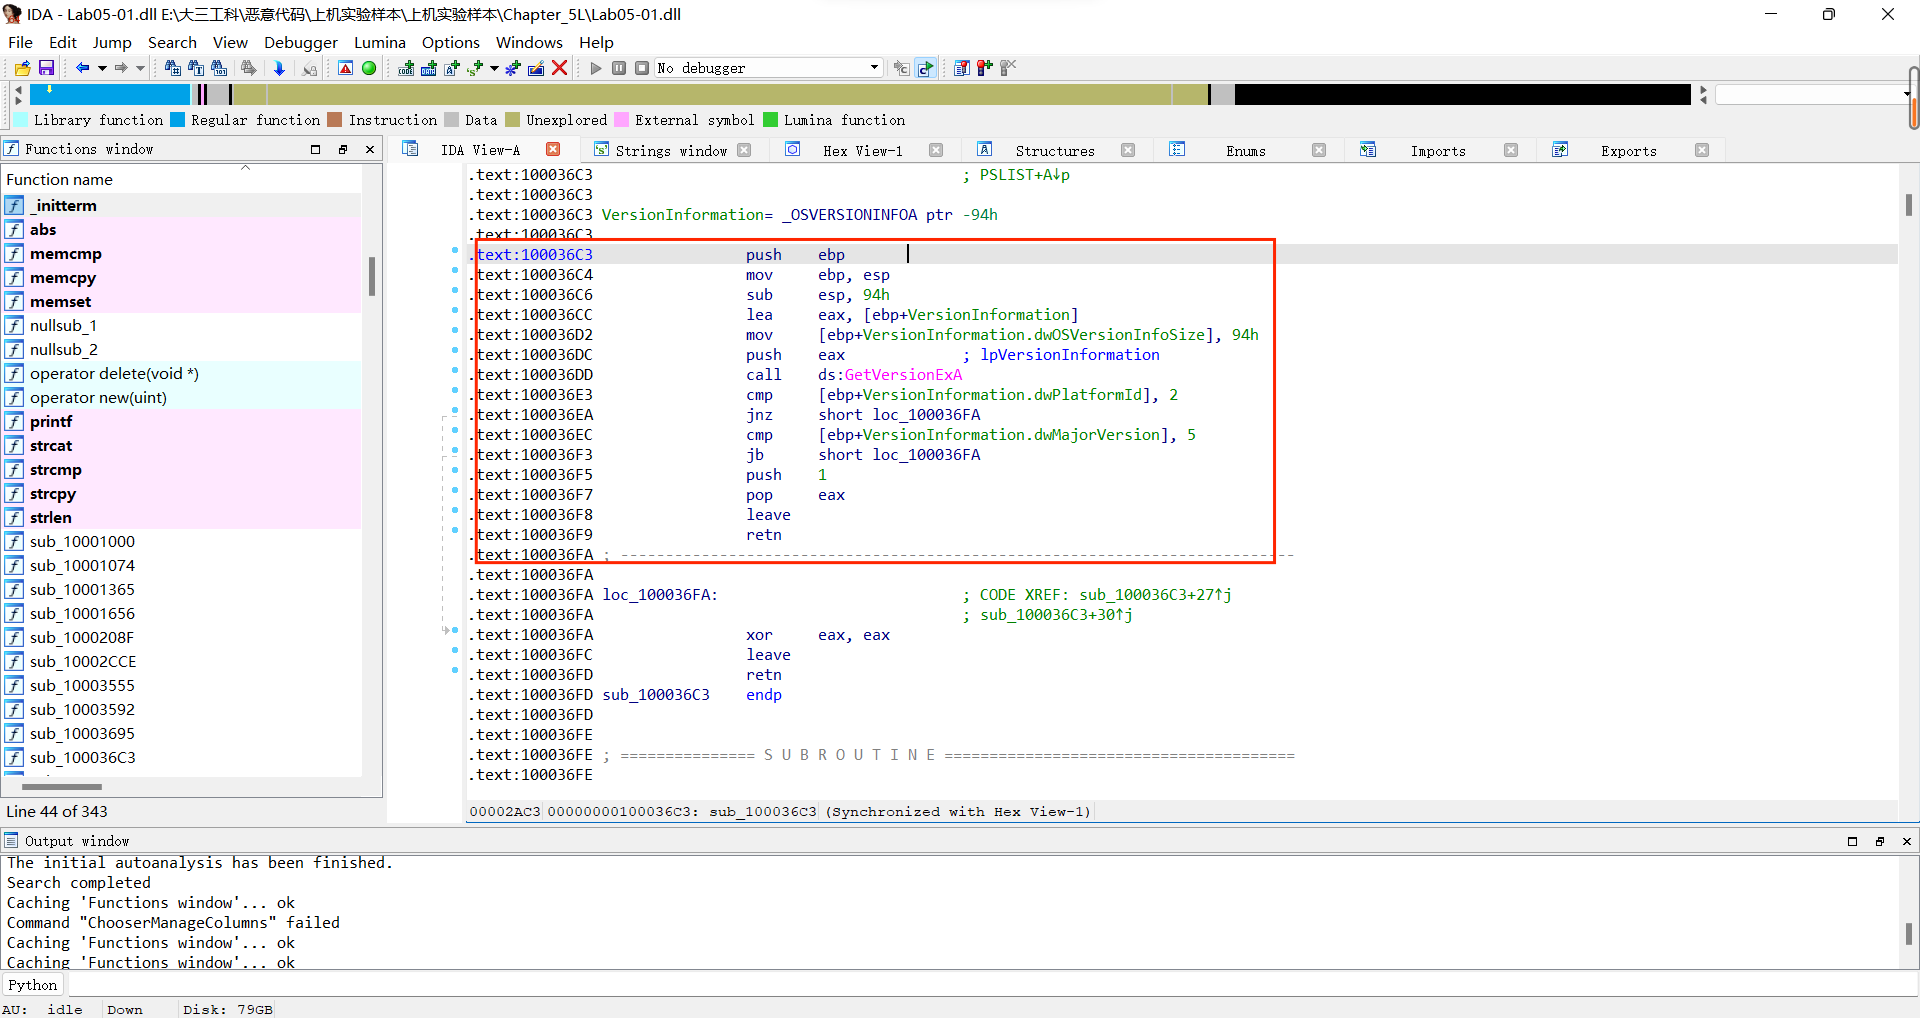 IDA - Lab05-01.dll E:\大三工科\恶意代码\上机实验样本\上机实验样本\Chapter_5L\Lab05-01.dll
File Edit Jump Search View Debugger Lumina Options Windows Help
No debugger
Library function Regular function Instruction Data Unexplored External symbol Lumina function
Functions window
IDA View-A Strings window Hex View-1 Structures Enums Imports Exports
Function name
_initterm
abs
memcmp
memcpy
memset
nullsub_1
nullsub_2
operator delete(void *)
operator new(uint)
printf
strcat
strcmp
strcpy
strlen
sub_10001000
sub_10001074
sub_10001365
sub_10001656
sub_1000208F
sub_10002CCE
sub_10003555
sub_10003592
sub_10003695
sub_100036C3
Line 44 of 343
.text:100036C3 ; PSLIST+A↓p
.text:100036C3
.text:100036C3 VersionInformation= _OSVERSIONINFOA ptr -94h
.text:100036C3
.text:100036C3 push ebp
.text:100036C4 mov ebp, esp
.text:100036C6 sub esp, 94h
.text:100036CC lea eax, [ebp+VersionInformation]
.text:100036D2 mov [ebp+VersionInformation.dwOSVersionInfoSize], 94h
.text:100036DC push eax ; lpVersionInformation
.text:100036DD call ds:GetVersionExA
.text:100036E3 cmp [ebp+VersionInformation.dwPlatformId], 2
.text:100036EA jnz short loc_100036FA
.text:100036EC cmp [ebp+VersionInformation.dwMajorVersion], 5
.text:100036F3 jb short loc_100036FA
.text:100036F5 push 1
.text:100036F7 pop eax
.text:100036F8 leave
.text:100036F9 retn
.text:100036FA ; ---------------------------------------------------------------------------
.text:100036FA
.text:100036FA loc_100036FA: ; CODE XREF: sub_100036C3+27↑j
.text:100036FA ; sub_100036C3+30↑j
.text:100036FA xor eax, eax
.text:100036FC leave
.text:100036FD retn
.text:100036FD sub_100036C3 endp
.text:100036FD
.text:100036FE
.text:100036FE ; =============== S U B R O U T I N E =======================================
.text:100036FE
00002AC3 00000000100036C3: sub_100036C3 (Synchronized with Hex View-1)
Output window
The initial autoanalysis has been finished.
Search completed
Caching 'Functions window'... ok
Command "ChooserManageColumns" failed
Caching 'Functions window'... ok
Caching 'Functions window'... ok
Python
AU: idle Down Disk: 79GB